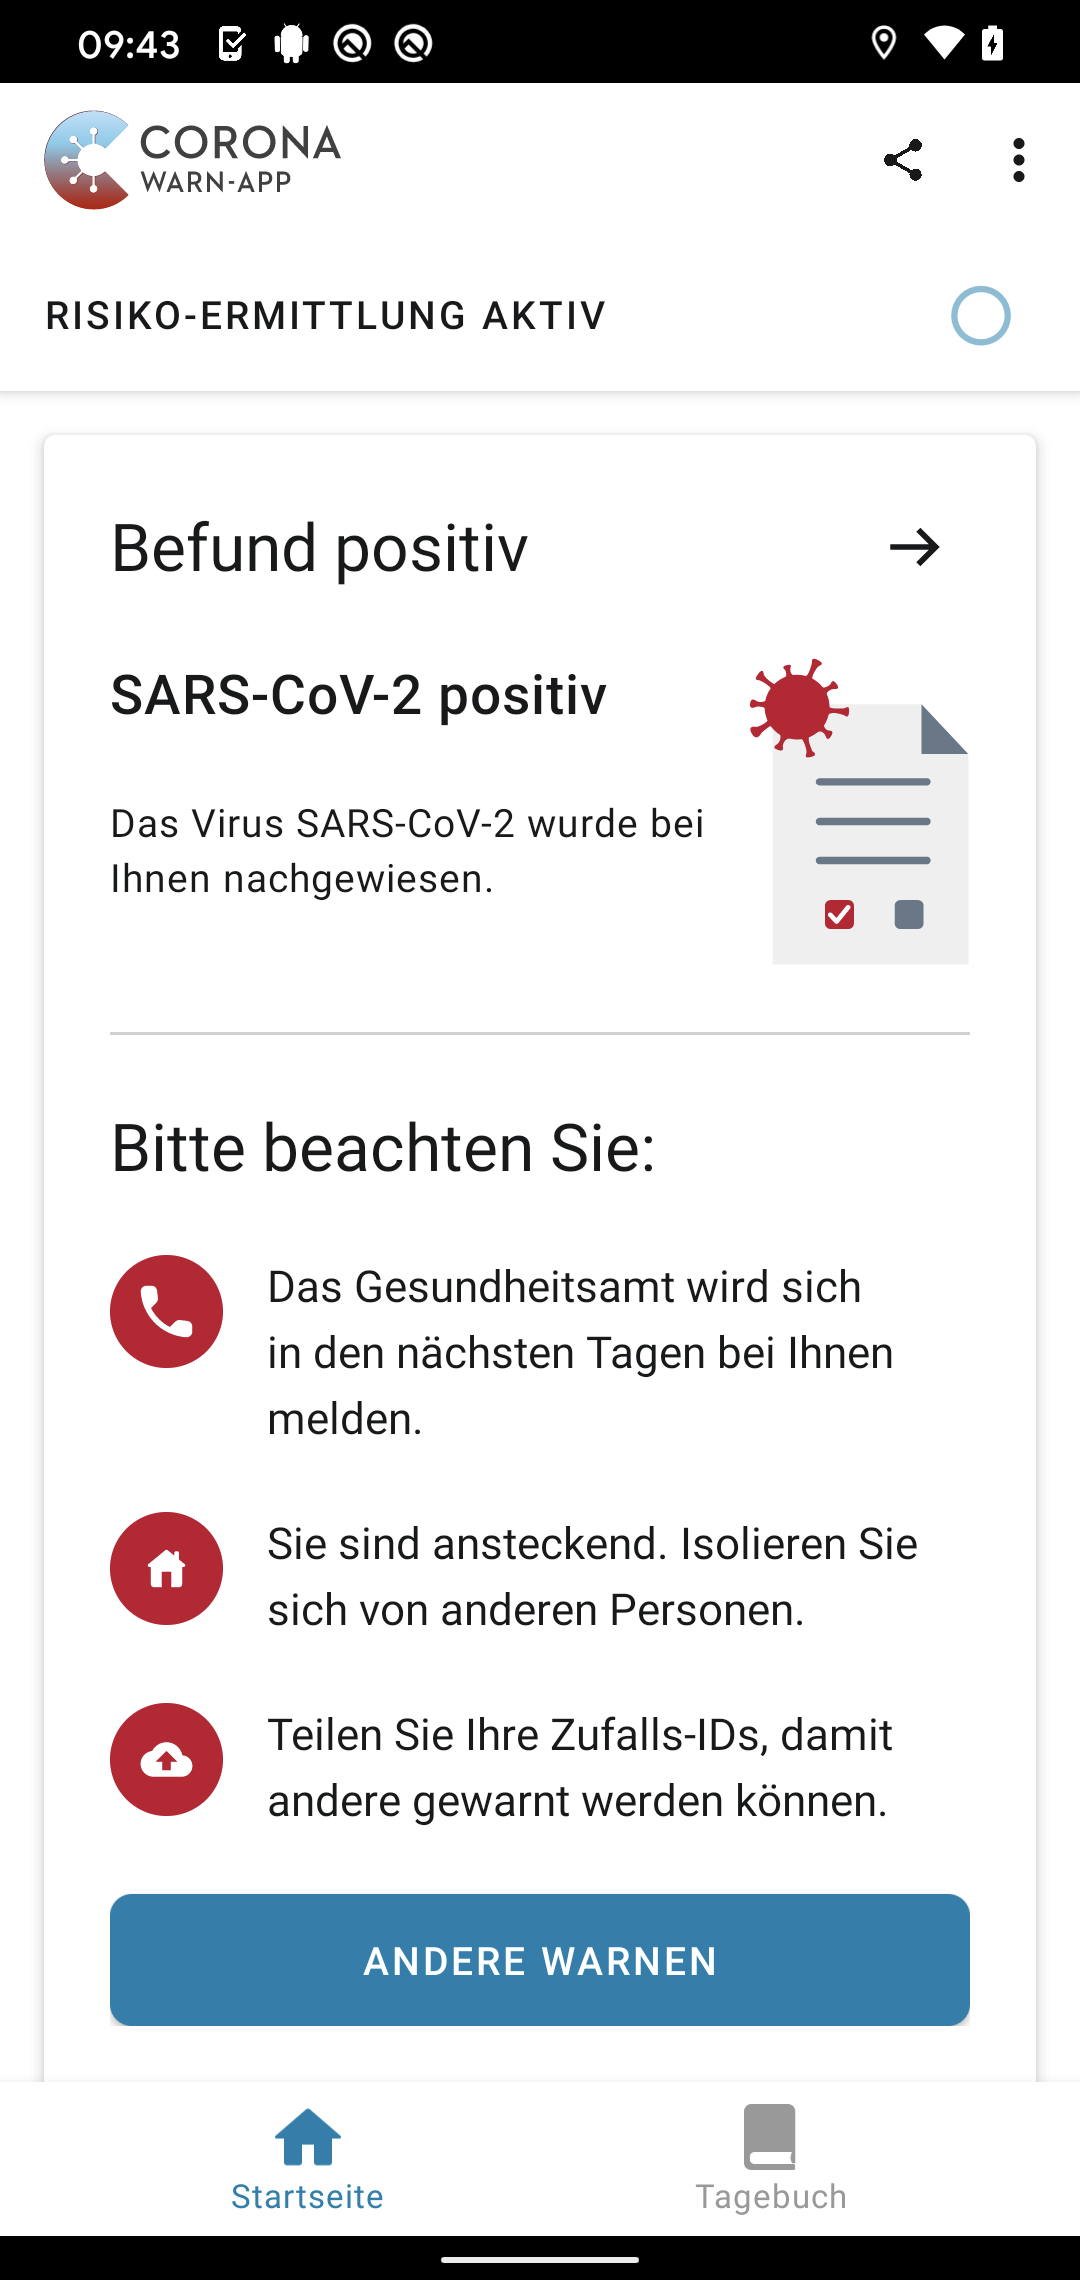 09:43
CORONA
WARN-APP
RISIKO-ERMITTLUNG AKTIV
Befund positiv
SARS-CoV-2 positiv
Das Virus SARS-CoV-2 wurde bei
Ihnen nachgewiesen.
Bitte beachten Sie:
Das Gesundheitsamt wird sich
in den nächsten Tagen bei Ihnen
melden.
Sie sind ansteckend. Isolieren Sie
sich von anderen Personen.
Teilen Sie Ihre Zufalls-IDs, damit
andere gewarnt werden können.
ANDERE WARNEN
Startseite
Tagebuch